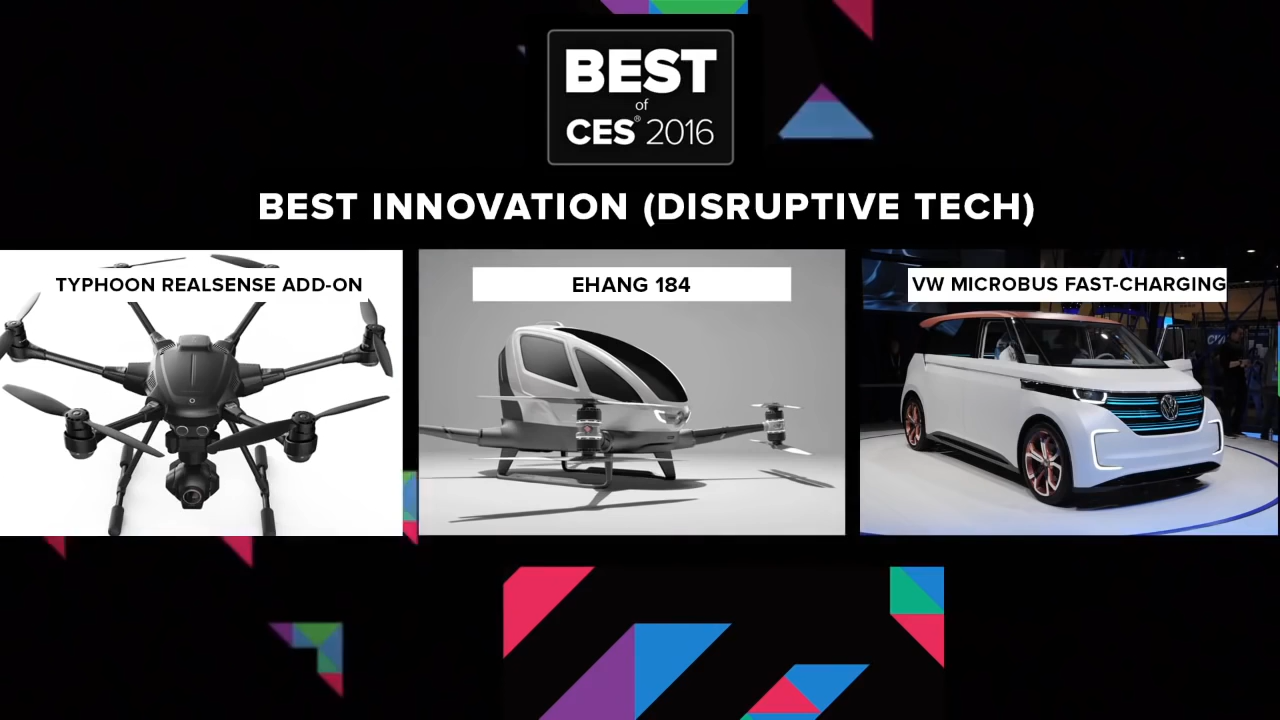 BEST
of
CES® 2016
BEST INNOVATION (DISRUPTIVE TECH)
TYPHOON REALSENSE ADD-ON
EHANG 184
VW MICROBUS FAST-CHARGING